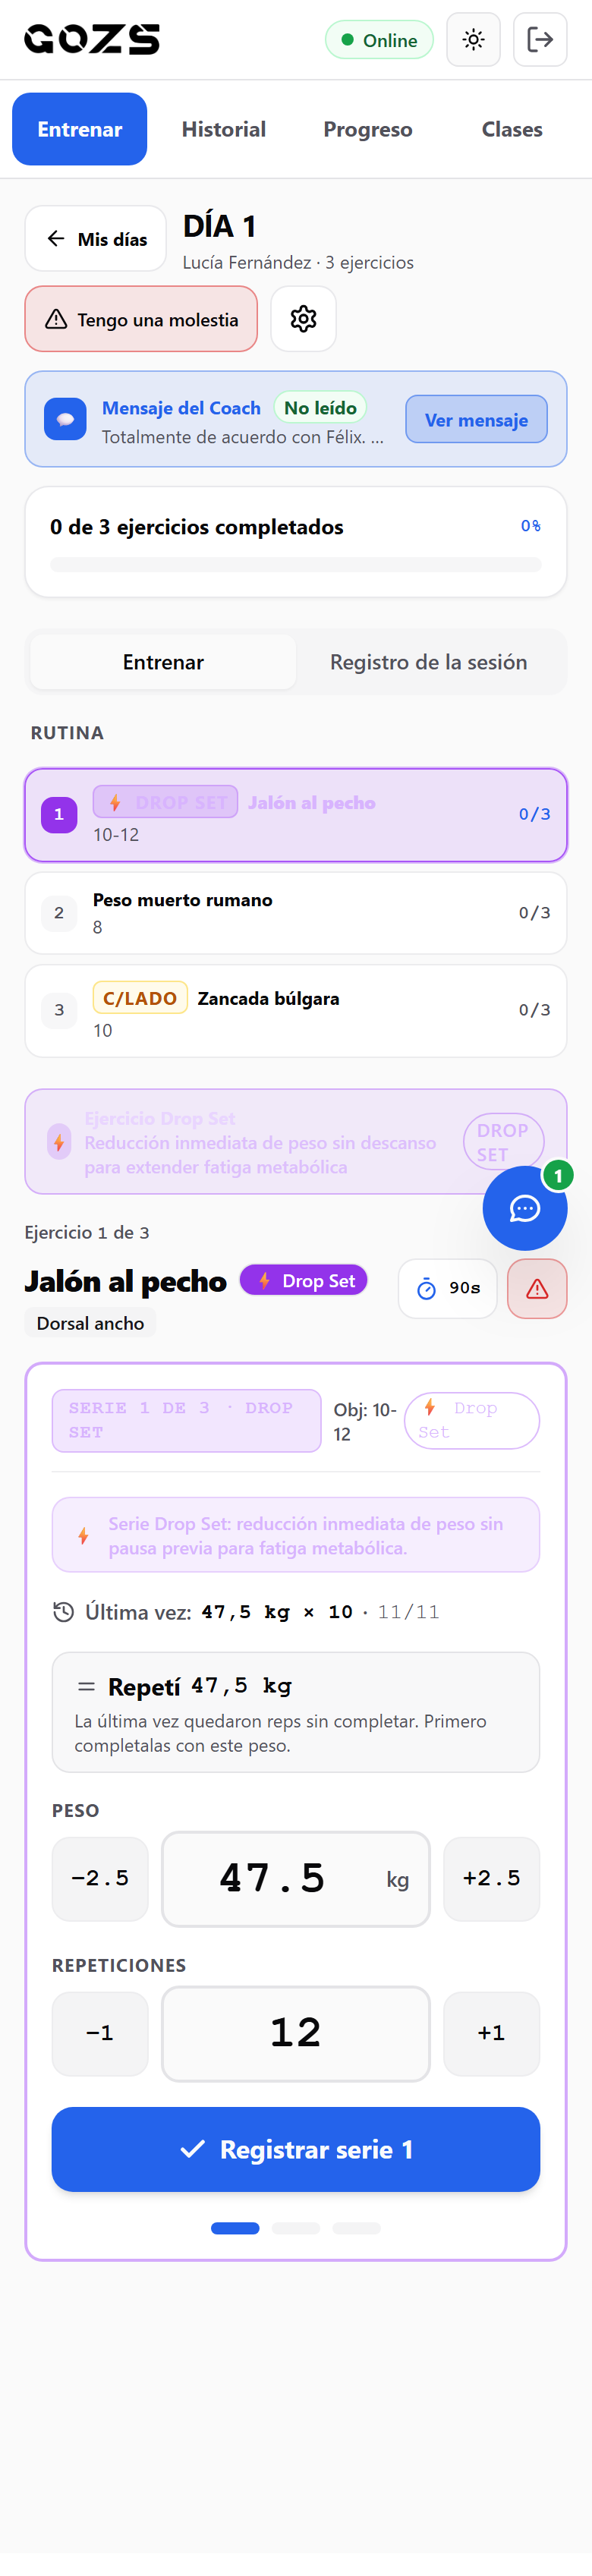 GOZS
Online
Entrenar
Historial
Progreso
Clases
Mis días
DÍA 1
Lucía Fernández · 3 ejercicios
Tengo una molestia
Mensaje del Coach No leído
Totalmente de acuerdo con Félix. ...
Ver mensaje
0 de 3 ejercicios completados
0%
Entrenar
Registro de la sesión
RUTINA
1
DROP SET Jalón al pecho
10-12
0/3
2
Peso muerto rumano
8
0/3
3
C/LADO Zancada búlgara
10
0/3
Ejercicio Drop Set
Reducción inmediata de peso sin descanso
para extender fatiga metabólica
DROP
SET
1
Ejercicio 1 de 3
Jalón al pecho Drop Set
90s
Dorsal ancho
SERIE 1 DE 3 · DROP
SET
Obj: 10-
12
Drop
Set
Serie Drop Set: reducción inmediata de peso sin
pausa previa para fatiga metabólica.
Última vez: 47,5 kg × 10 · 11/11
Repetí 47,5 kg
La última vez quedaron reps sin completar. Primero
completalas con este peso.
PESO
−2.5
47.5 kg
+2.5
REPETICIONES
−1
12
+1
Registrar serie 1